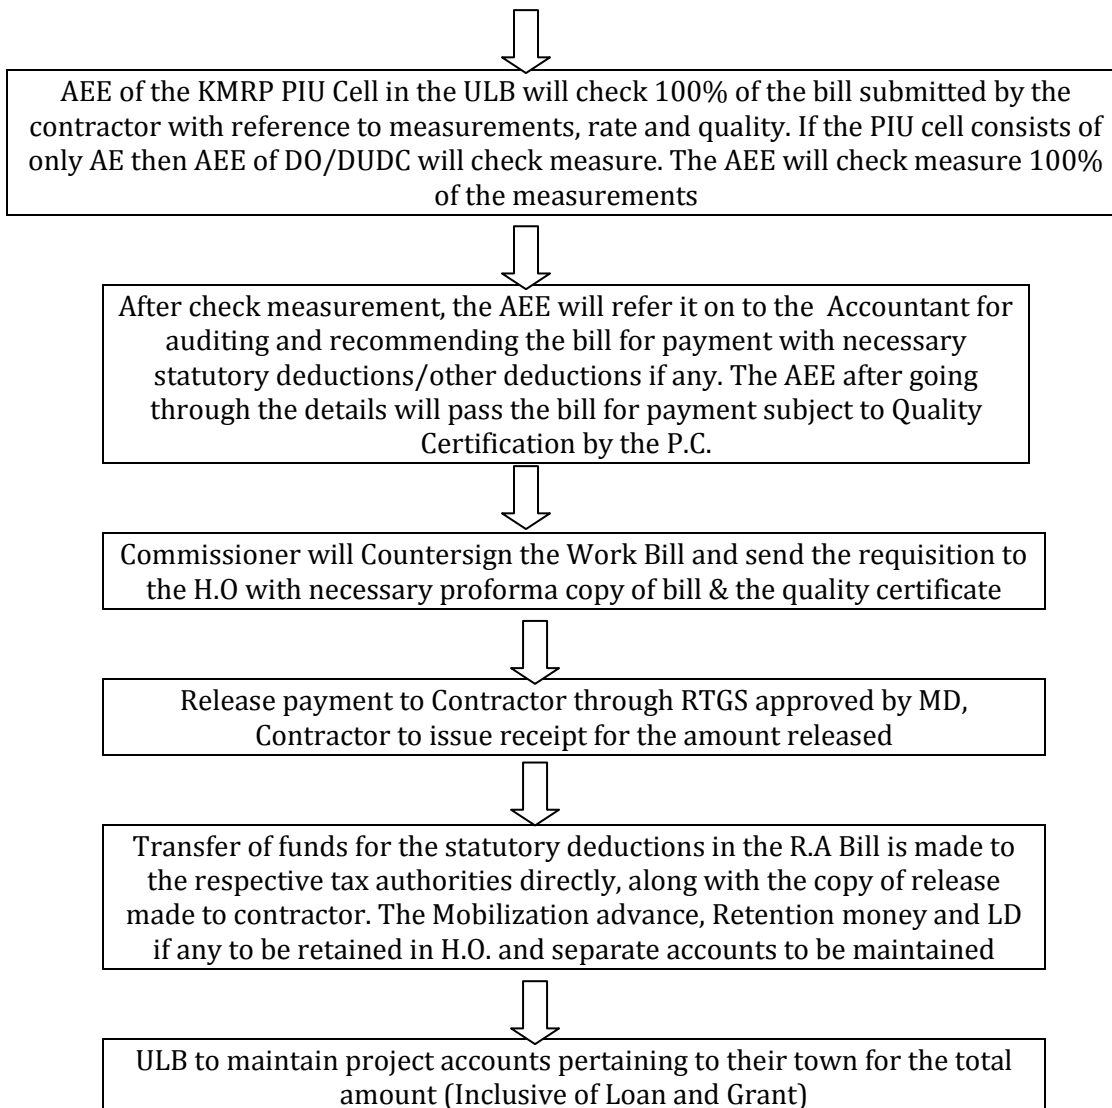 AEE of the KMRP PIU Cell in the ULB will check 100% of the bill submitted by the
contractor with reference to measurements, rate and quality. If the PIU cell consists of
only AE then AEE of DO/DUDC will check measure. The AEE will check measure 100%
of the measurements
After check measurement, the AEE will refer it on to the Accountant for
auditing and recommending the bill for payment with necessary
statutory deductions/other deductions if any. The AEE after going
through the details will pass the bill for payment subject to Quality
Certification by the P.C.
Commissioner will Countersign the Work Bill and send the requisition to
the H.O with necessary proforma copy of bill & the quality certificate
Release payment to Contractor through RTGS approved by MD,
Contractor to issue receipt for the amount released
Transfer of funds for the statutory deductions in the R.A Bill is made to
the respective tax authorities directly, along with the copy of release
made to contractor. The Mobilization advance, Retention money and LD
if any to be retained in H.O. and separate accounts to be maintained
ULB to maintain project accounts pertaining to their town for the total
amount (Inclusive of Loan and Grant)